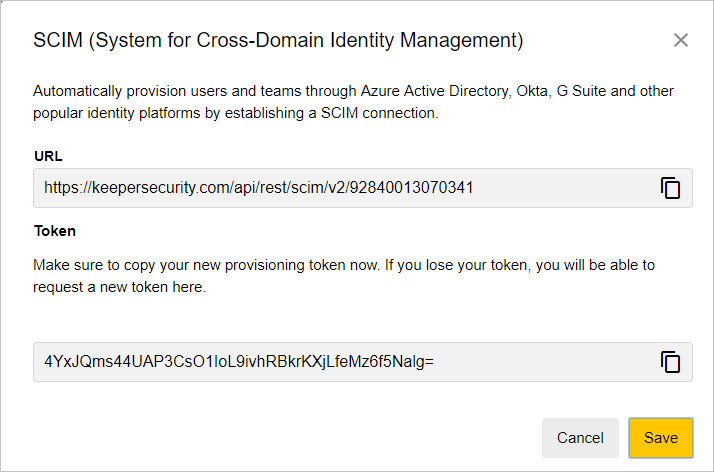 SCIM (System for Cross-Domain Identity Management)
Automatically provision users and teams through Azure Active Directory, Okta, G Suite and other
popular identity platforms by establishing a SCIM connection.
URL
https://keepersecurity.com/api/rest/scim/v2/92840013070341
Token
Make sure to copy your new provisioning token now. If you lose your token, you will be able to
request a new token here.
4YxJQms44UAP3CsO1IoL9ivhRBkrKXjLfeMz6f5Nalg=
Cancel
Save